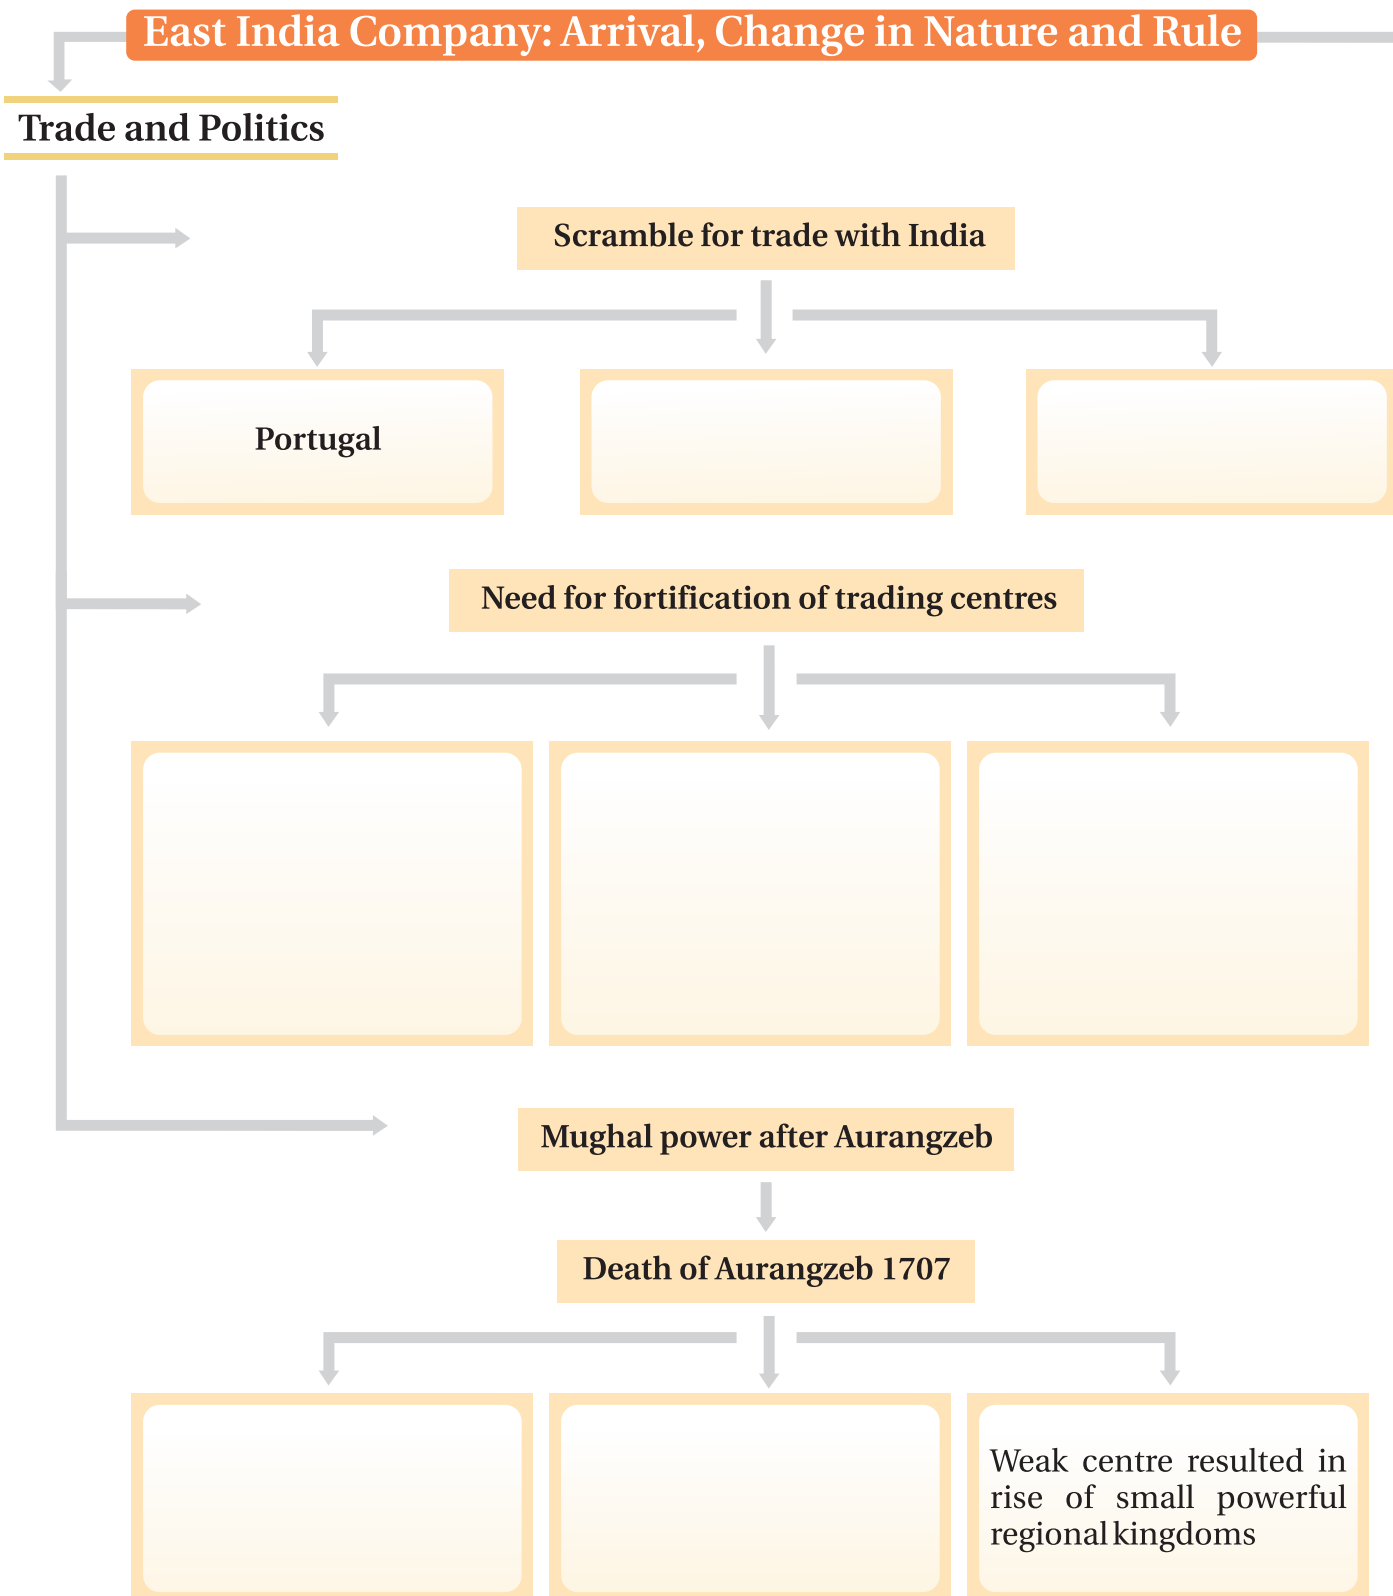 East India Company: Arrival, Change in Nature and Rule
Trade and Politics
Scramble for trade with India
Portugal
Need for fortification of trading centres
Mughal power after Aurangzeb
Death of Aurangzeb 1707
Weak centre resulted in
rise of small powerful
regional kingdoms